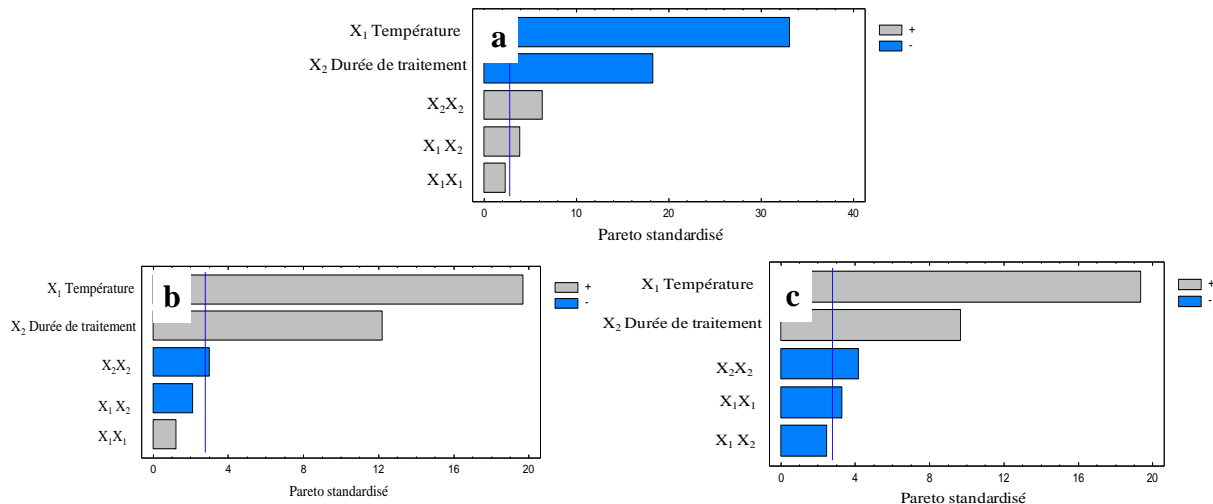 a
X₁ Température
X₂ Durée de traitement
X₂X₂
X₁ X₂
X₁X₁
0 10 20 30 40
Pareto standardisé
+
-
b
X₁ Température
X₂ Durée de traitement
X₂X₂
X₁ X₂
X₁X₁
0 4 8 12 16 20
Pareto standardisé
+
-
c
X₁ Température
X₂ Durée de traitement
X₂X₂
X₁X₁
X₁ X₂
0 4 8 12 16 20
Pareto standardisé
+
-